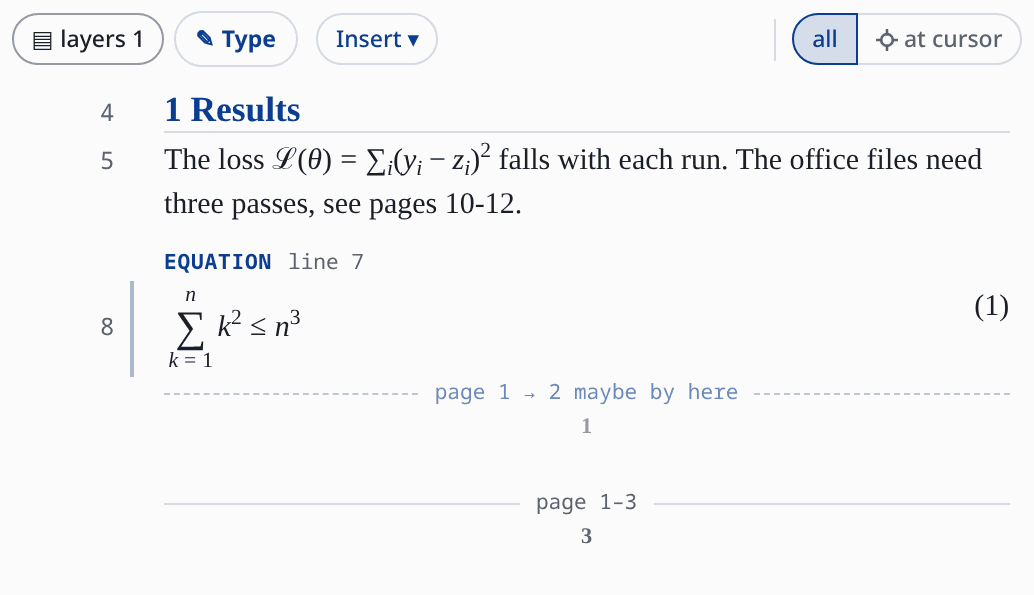 ▤ layers 1 ✎ Type Insert ▾ all at cursor
4 1 Results
5 The loss ℒ(θ) = ∑ᵢ(yᵢ − zᵢ)² falls with each run. The office files need
three passes, see pages 10-12.
EQUATION line 7
n
8 ∑ k² ≤ n³ (1)
k = 1
page 1 → 2 maybe by here
1
page 1–3
3